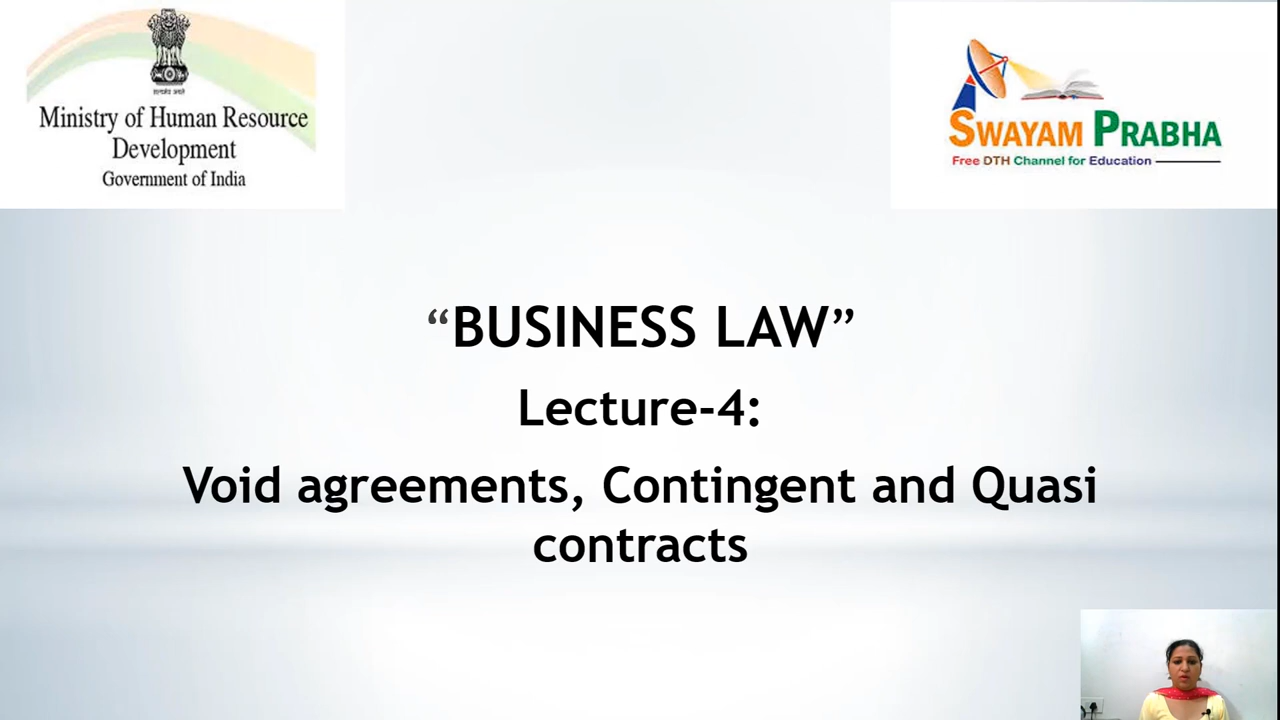 Ministry of Human Resource
Development
Government of India
SWAYAM PRABHA
Free DTH Channel for Education
“BUSINESS LAW”
Lecture-4:
Void agreements, Contingent and Quasi
contracts